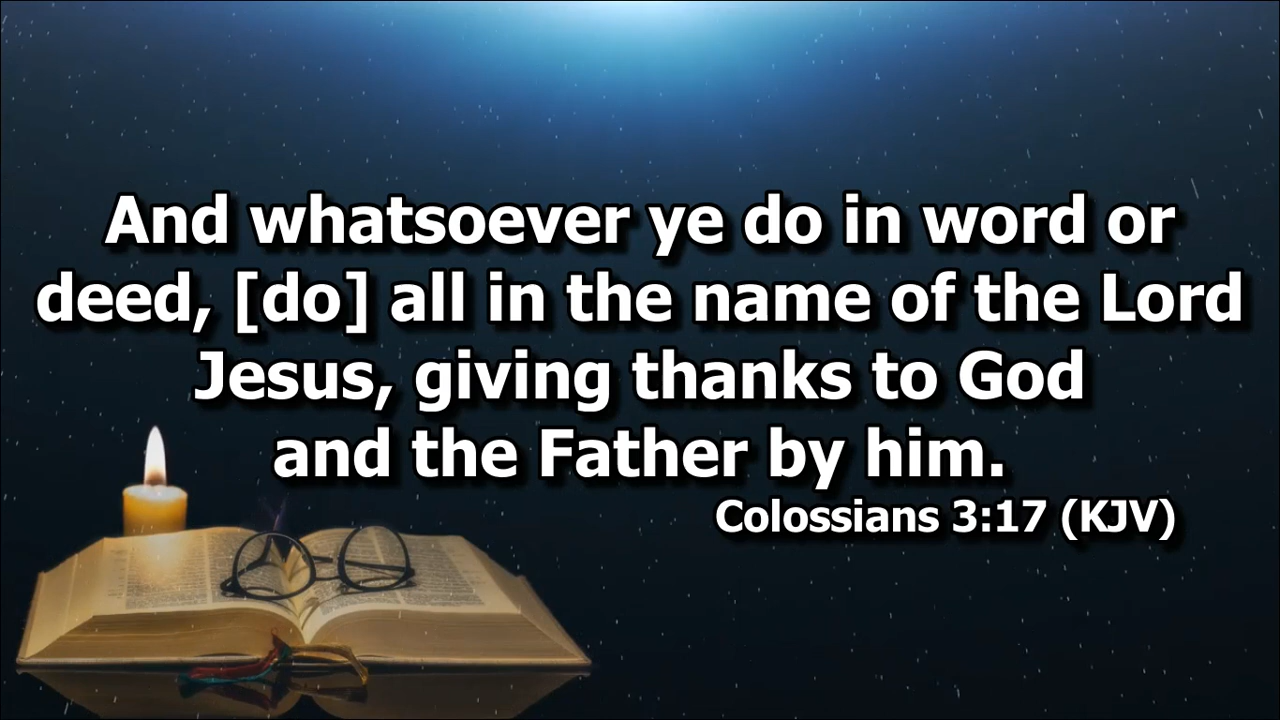 And whatsoever ye do in word or
deed, [do] all in the name of the Lord
Jesus, giving thanks to God
and the Father by him.
Colossians 3:17 (KJV)